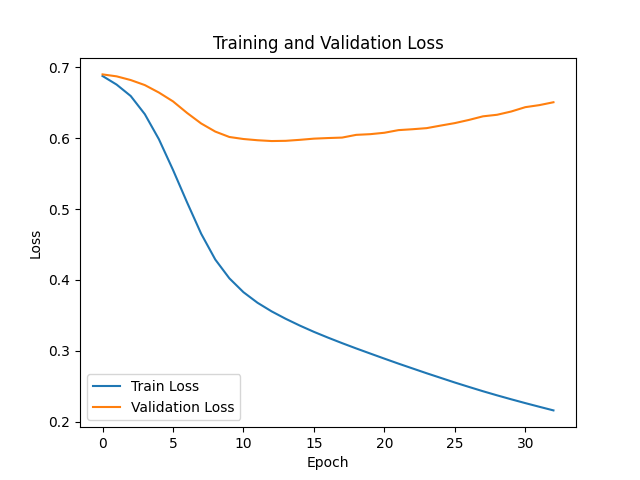 Training and Validation Loss
0.7
0.6
0.5
0.4
0.3
0.2
Loss
Train Loss
Validation Loss
0 5 10 15 20 25 30
Epoch